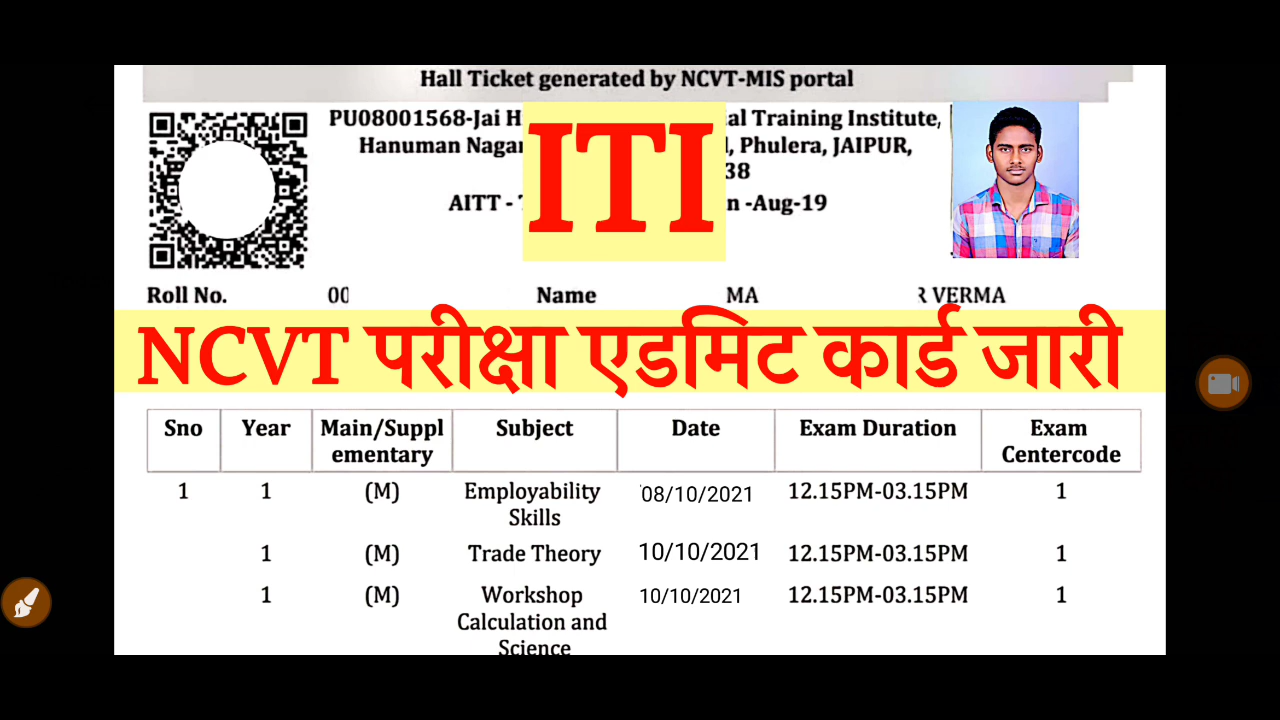 Hall Ticket generated by NCVT-MIS portal
PU08001568-Jai H al Training Institute,
Hanuman Nagar , Phulera, JAIPUR,
38
AITT - n -Aug-19
ITI
Roll No. 00 Name MA R VERMA
NCVT परीक्षा एडमिट कार्ड जारी
Sno Year Main/Suppl ementary Subject Date Exam Duration Exam Centercode
1 1 (M) Employability Skills 08/10/2021 12.15PM-03.15PM 1
1 (M) Trade Theory 10/10/2021 12.15PM-03.15PM 1
1 (M) Workshop Calculation and Science 10/10/2021 12.15PM-03.15PM 1